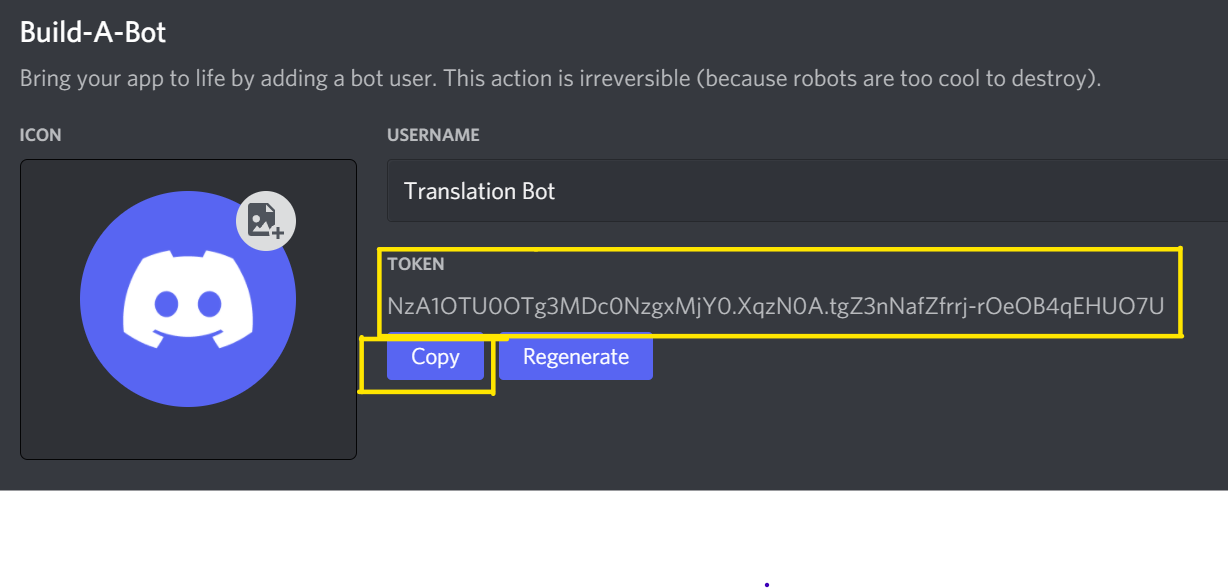 Build-A-Bot
Bring your app to life by adding a bot user. This action is irreversible (because robots are too cool to destroy).
ICON
USERNAME
Translation Bot
TOKEN
NzA1OTU0OTg3MDc0NzgxMjY0.XqzN0A.tgZ3nNafZfrrj-rOeOB4qEHUO7U
Copy
Regenerate